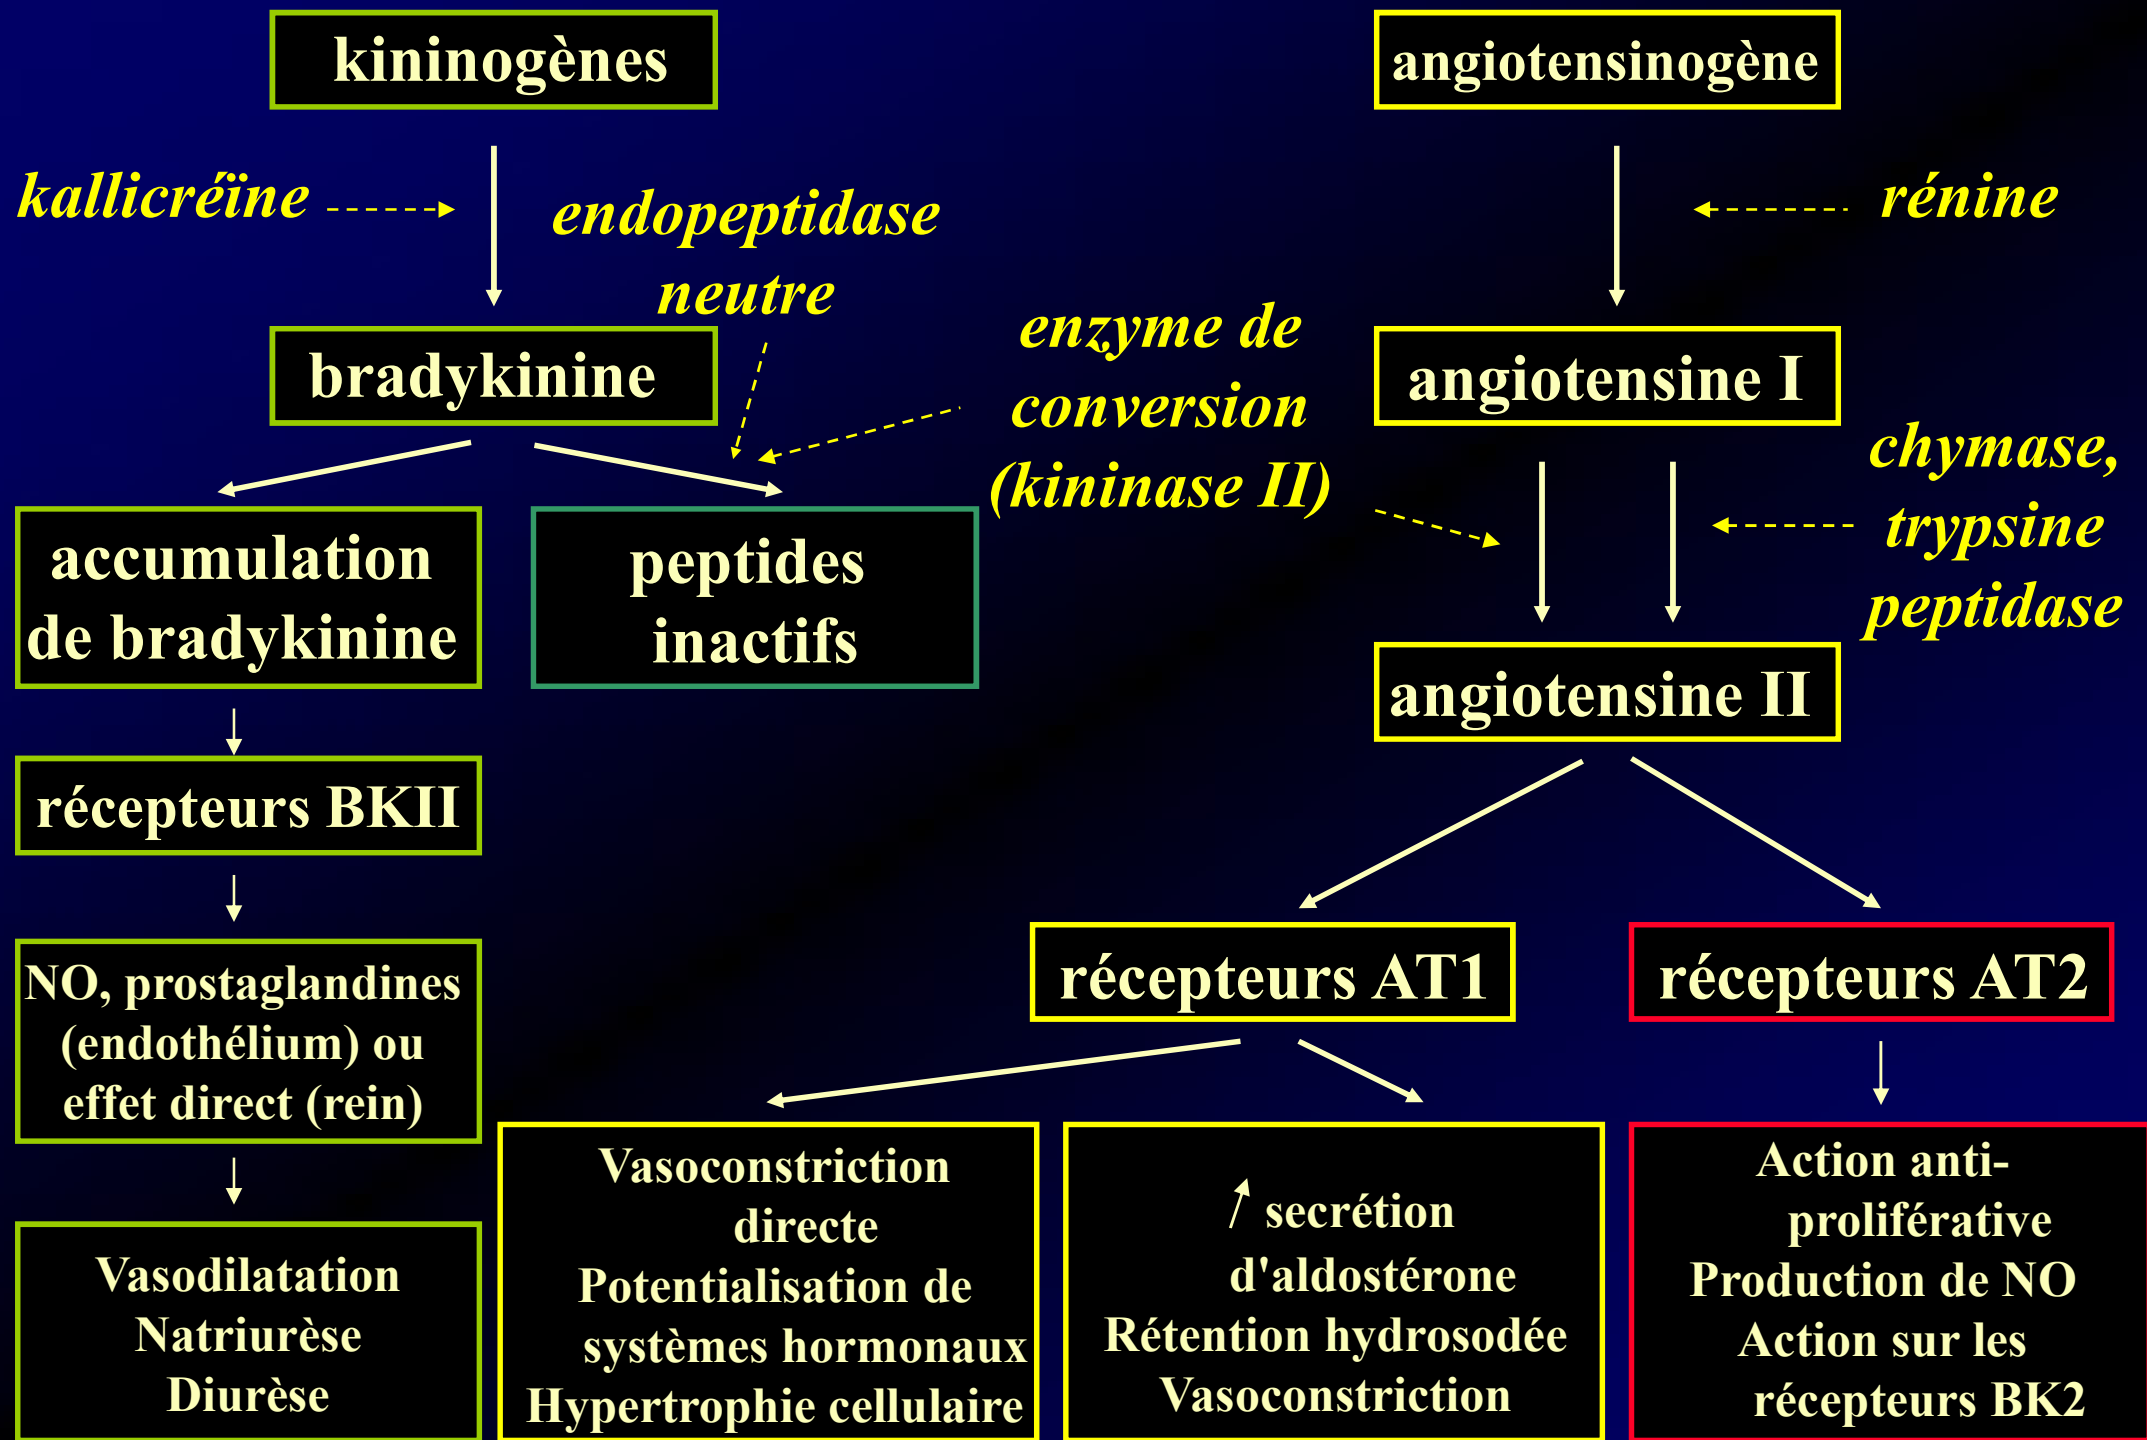 kininogènes
angiotensinogène
kallicréïne
endopeptidase
neutre
rénine
enzyme de
conversion
(kininase II)
bradykinine
angiotensine I
chymase,
trypsine
peptidase
accumulation
de bradykinine
peptides
inactifs
angiotensine II
récepteurs BKII
récepteurs AT1
récepteurs AT2
NO, prostaglandines
(endothélium) ou
effet direct (rein)
Vasodilatation
Natriurèse
Diurèse
Vasoconstriction
directe
Potentialisation de
systèmes hormonaux
Hypertrophie cellulaire
secrétion
d'aldostérone
Rétention hydrosodée
Vasoconstriction
Action anti-
proliférative
Production de NO
Action sur les
récepteurs BK2